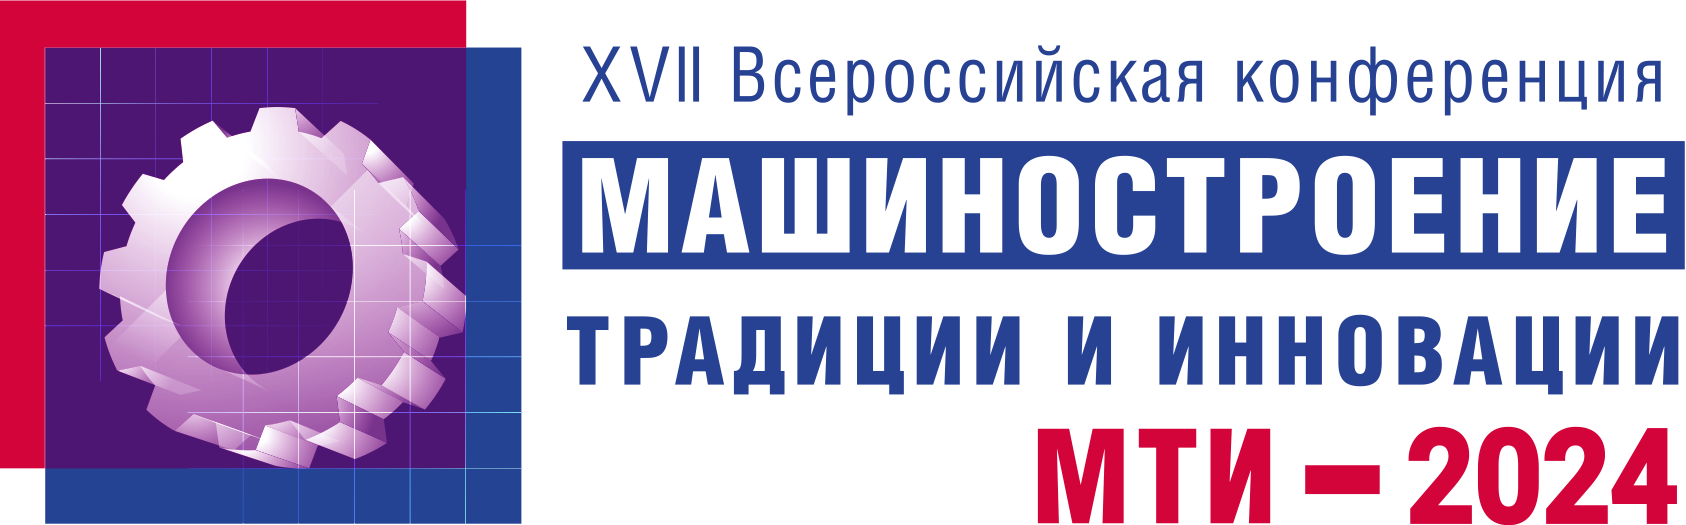 XVII Всероссийская конференция
МАШИНОСТРОЕНИЕ
ТРАДИЦИИ И ИННОВАЦИИ
МТИ – 2024